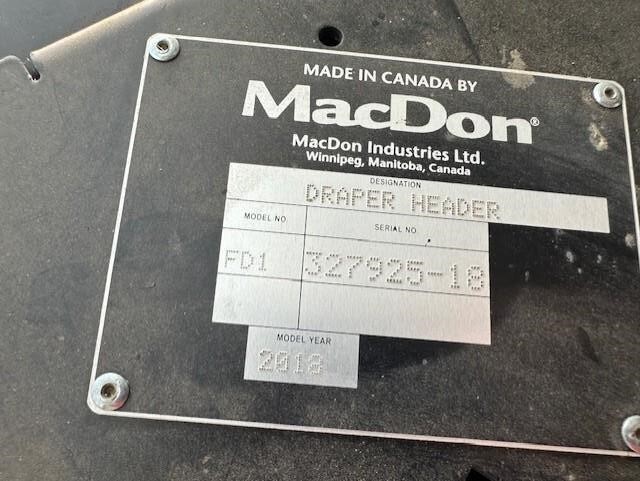 MADE IN CANADA BY
MacDon®
MacDon Industries Ltd.
Winnipeg, Manitoba, Canada
DESIGNATION
DRAPER HEADER
MODEL NO.
SERIAL NO.
FD1
327925-18
MODEL YEAR
2018